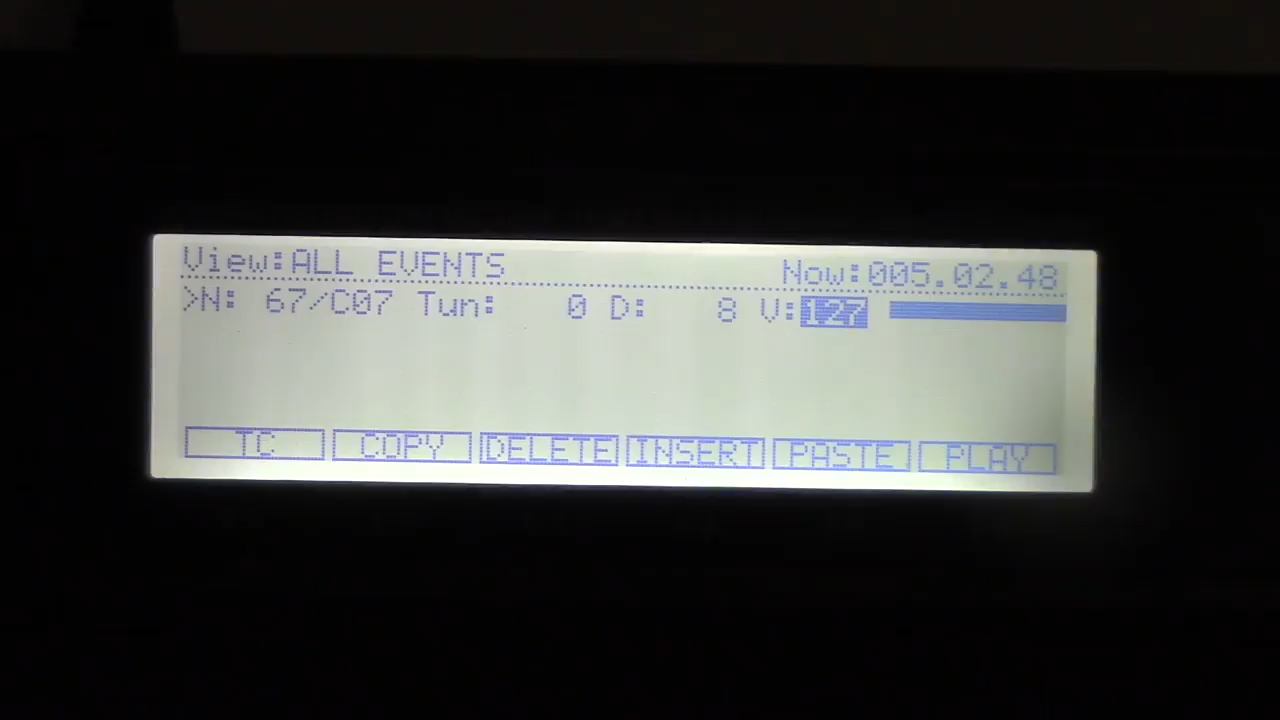 View:ALL EVENTS Now:005.02.48
>N: 67/C07 Tun: 0 D: 8 V:127
TC COPY DELETE INSERT PASTE PLAY